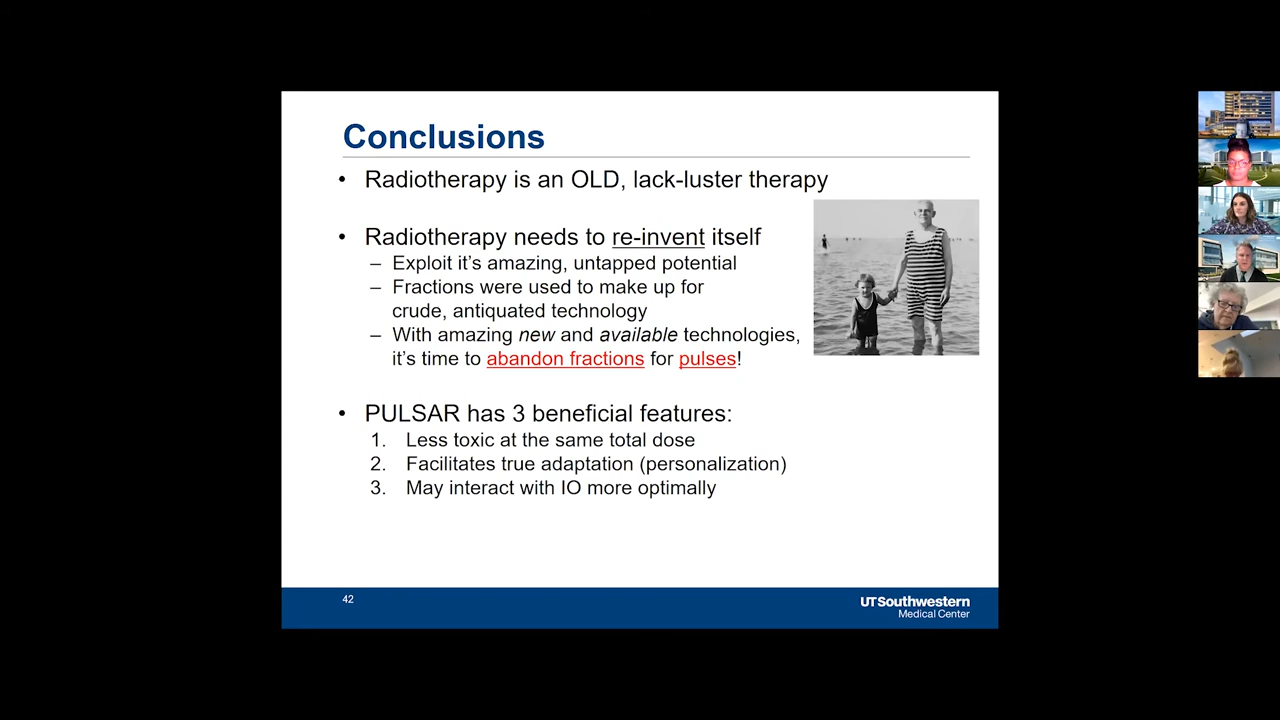 Conclusions
• Radiotherapy is an OLD, lack-luster therapy
• Radiotherapy needs to re-invent itself
– Exploit it's amazing, untapped potential
– Fractions were used to make up for
crude, antiquated technology
– With amazing new and available technologies,
it's time to abandon fractions for pulses!
• PULSAR has 3 beneficial features:
1. Less toxic at the same total dose
2. Facilitates true adaptation (personalization)
3. May interact with IO more optimally
42
UTSouthwestern
Medical Center